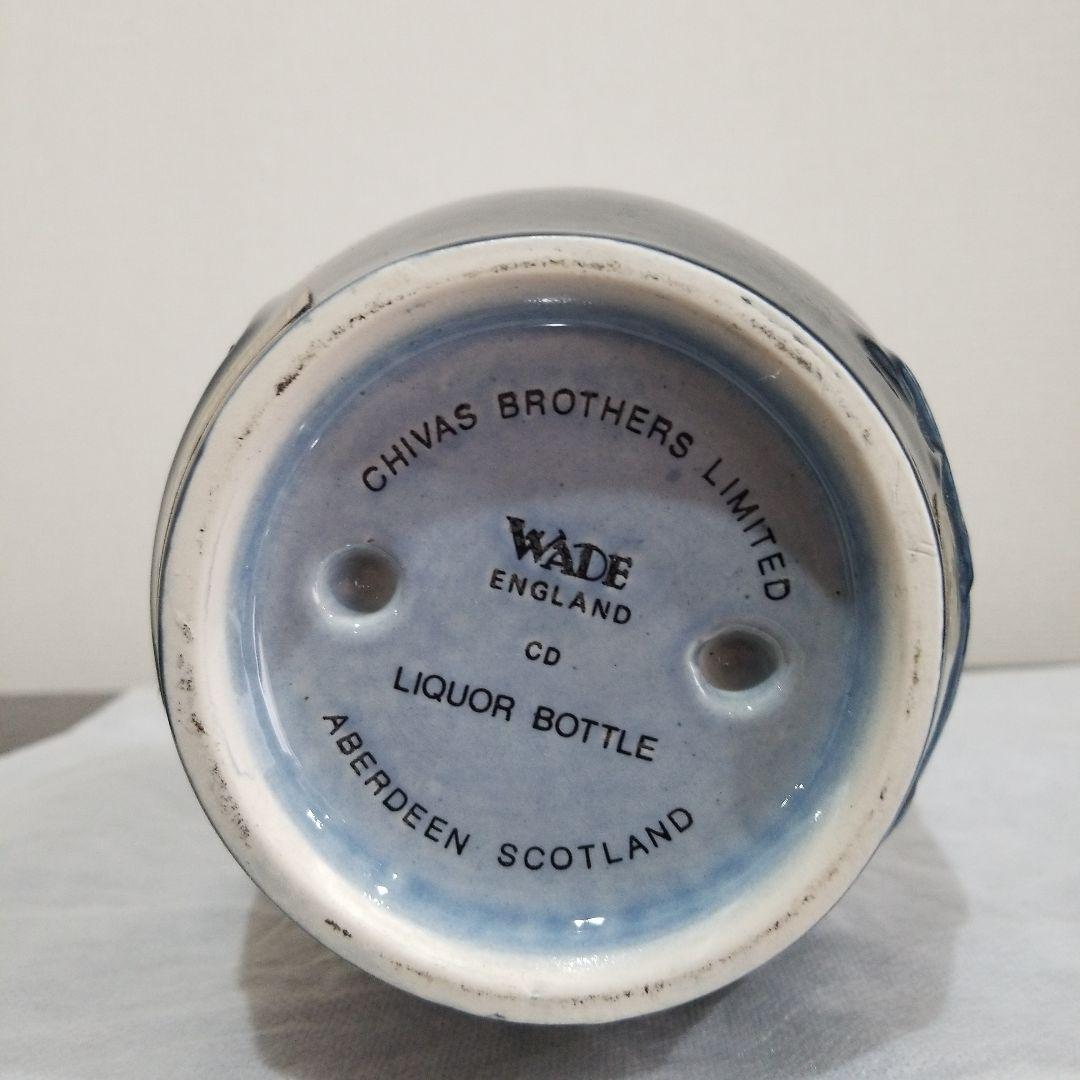 CHIVAS BROTHERS LIMITED
WADE
ENGLAND
CD
LIQUOR BOTTLE
ABERDEEN SCOTLAND